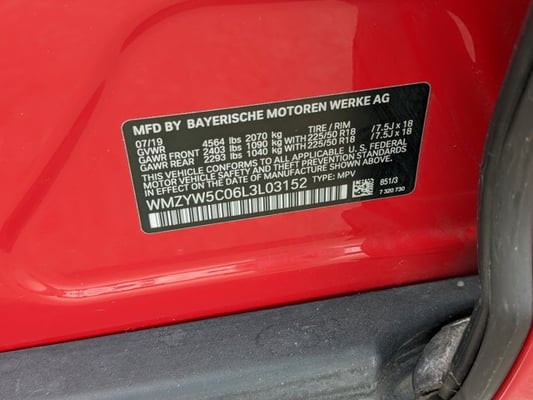 MFD BY BAYERISCHE MOTOREN WERKE AG
07/19 TIRE / RIM
GVWR 4564 lbs 2070 kg
GAWR FRONT 2403 lbs 1090 kg 225/50 R18 /7.5J x 18
GAWR REAR 2293 lbs 1040 kg 225/50 R18 /7.5J x 18
THIS VEHICLE CONFORMS TO ALL APPLICABLE U.S. FEDERAL
MOTOR VEHICLE SAFETY AND THEFT PREVENTION
STANDARDS IN EFFECT ON THE DATE OF
MANUFACTURE SHOWN ABOVE
WMZYW5C06L3L03152 TYPE: MPV
851/3
7 320 730